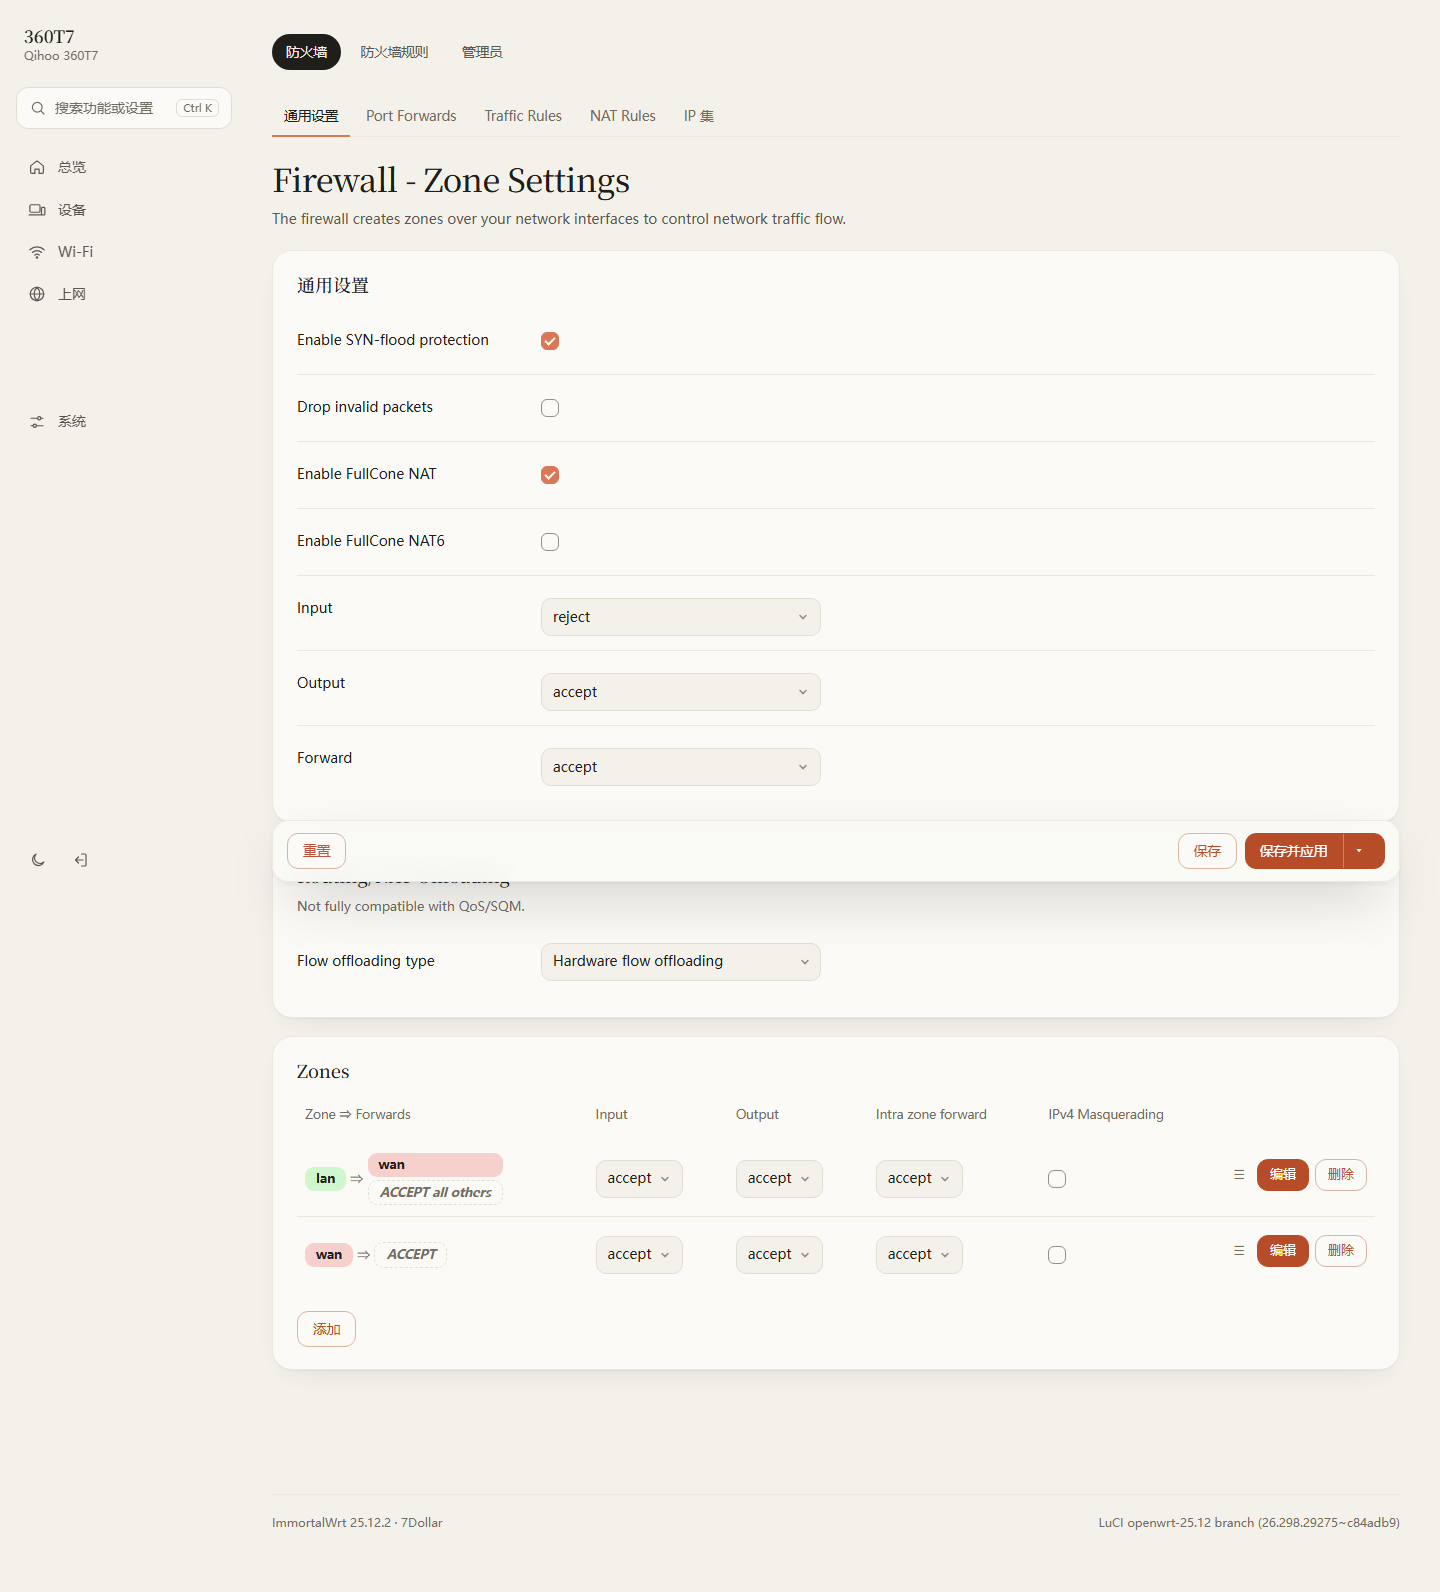 360T7
Qihoo 360T7
搜索功能或设置 Ctrl K
总览
设备
Wi-Fi
上网
系统
防火墙 防火墙规则 管理员
通用设置 Port Forwards Traffic Rules NAT Rules IP 集
Firewall - Zone Settings
The firewall creates zones over your network interfaces to control network traffic flow.
通用设置
Enable SYN-flood protection
Drop invalid packets
Enable FullCone NAT
Enable FullCone NAT6
Input reject
Output accept
Forward accept
重置 保存 保存并应用
Not fully compatible with QoS/SQM.
Flow offloading type Hardware flow offloading
Zones
Zone ⇒ Forwards Input Output Intra zone forward IPv4 Masquerading
lan ⇒ wan ACCEPT all others accept accept accept 编辑 删除
wan ⇒ ACCEPT accept accept accept 编辑 删除
添加
ImmortalWrt 25.12.2 · 7Dollar
LuCI openwrt-25.12 branch (26.298.29275~c84adb9)